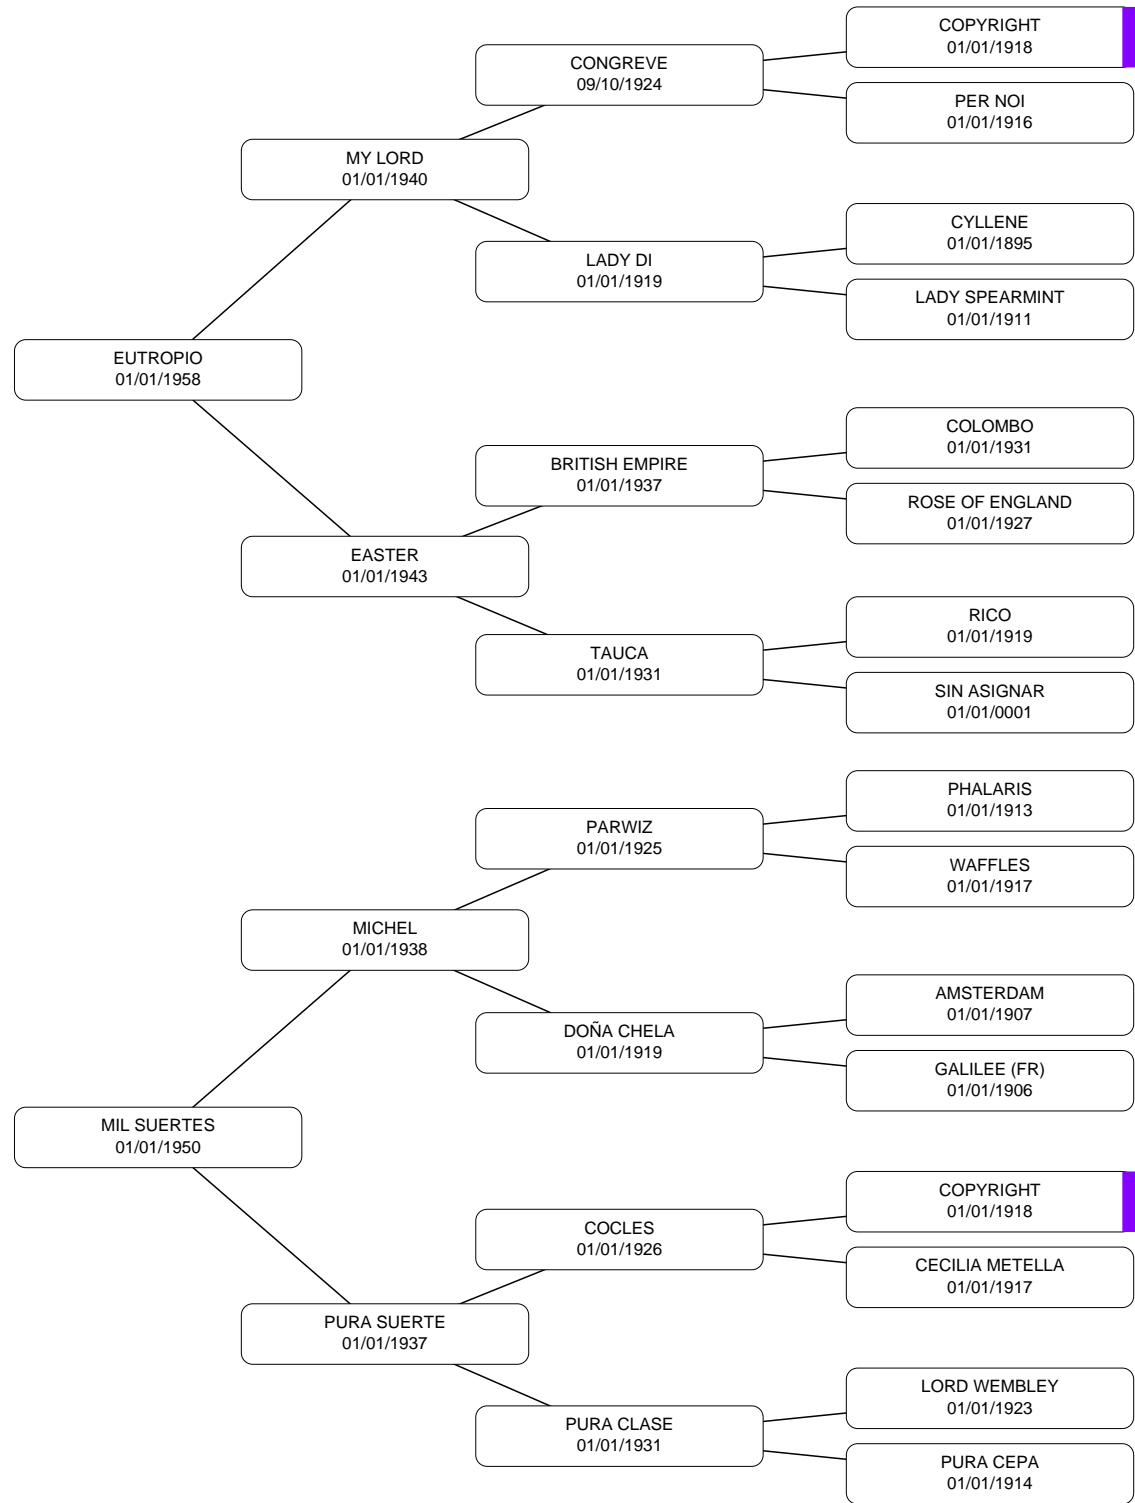 COPYRIGHT
01/01/1918
CONGREVE
09/10/1924
PER NOI
01/01/1916
MY LORD
01/01/1940
CYLLENE
01/01/1895
LADY DI
01/01/1919
LADY SPEARMINT
01/01/1911
EUTROPIO
01/01/1958
COLOMBO
01/01/1931
BRITISH EMPIRE
01/01/1937
ROSE OF ENGLAND
01/01/1927
EASTER
01/01/1943
RICO
01/01/1919
TAUCA
01/01/1931
SIN ASIGNAR
01/01/0001
PHALARIS
01/01/1913
PARWIZ
01/01/1925
WAFFLES
01/01/1917
MICHEL
01/01/1938
AMSTERDAM
01/01/1907
DOÑA CHELA
01/01/1919
GALILEE (FR)
01/01/1906
MIL SUERTES
01/01/1950
COPYRIGHT
01/01/1918
COCLES
01/01/1926
CECILIA METELLA
01/01/1917
PURA SUERTE
01/01/1937
LORD WEMBLEY
01/01/1923
PURA CLASE
01/01/1931
PURA CEPA
01/01/1914